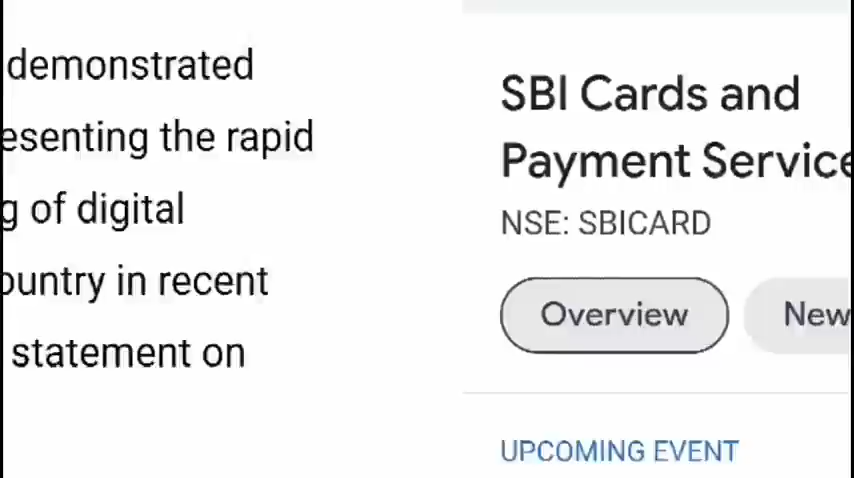 demonstrated
esenting the rapid
g of digital
ountry in recent
statement on
SBI Cards and
Payment Service
NSE: SBICARD
Overview
New
UPCOMING EVENT